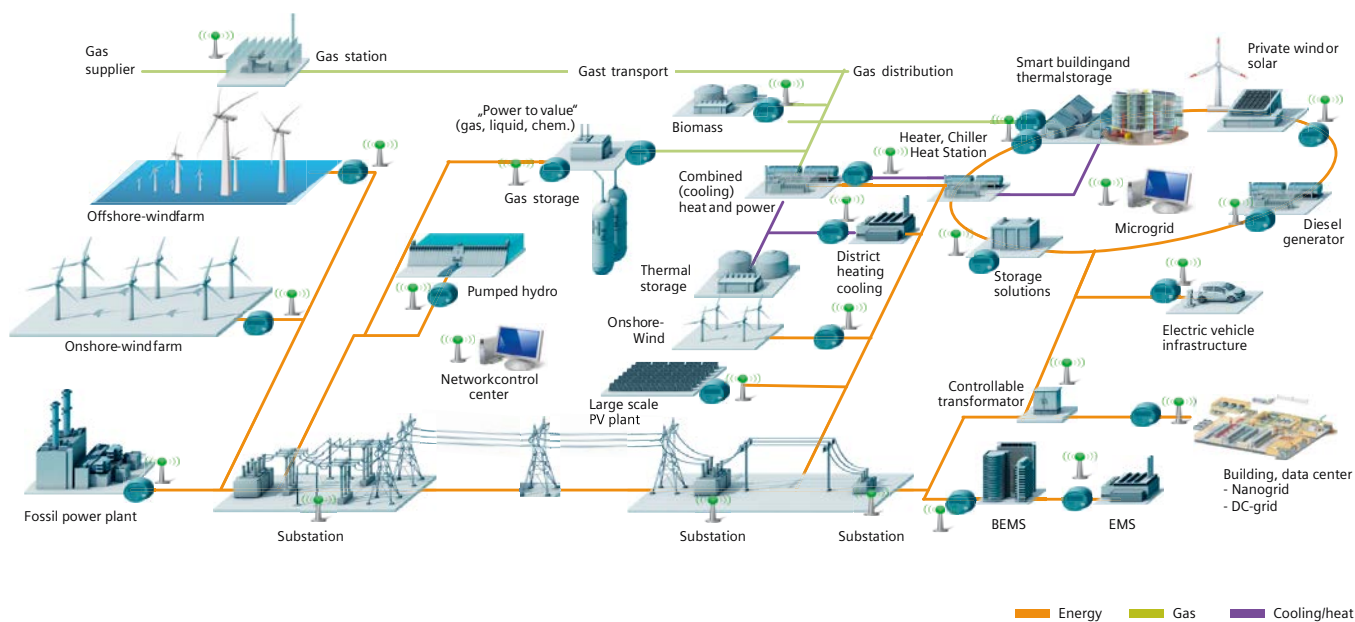 Gas
supplier
Gas station
Gast transport
Gas distribution
Smart buildingand
thermalstorage
Private wind or
solar
„Power to value“
(gas, liquid, chem.)
Biomass
Heater, Chiller
Heat Station
Gas storage
Combined
(cooling)
heat and power
Offshore-windfarm
Microgrid
Diesel
generator
Pumped hydro
Thermal
storage
District
heating
cooling
Storage
solutions
Onshore-windfarm
Onshore-
Wind
Electric vehicle
infrastructure
Networkcontrol
center
Large scale
PV plant
Controllable
transformator
Building, data center
- Nanogrid
- DC-grid
Fossil power plant
Substation
Substation
Substation
BEMS
EMS
Energy
Gas
Cooling/heat